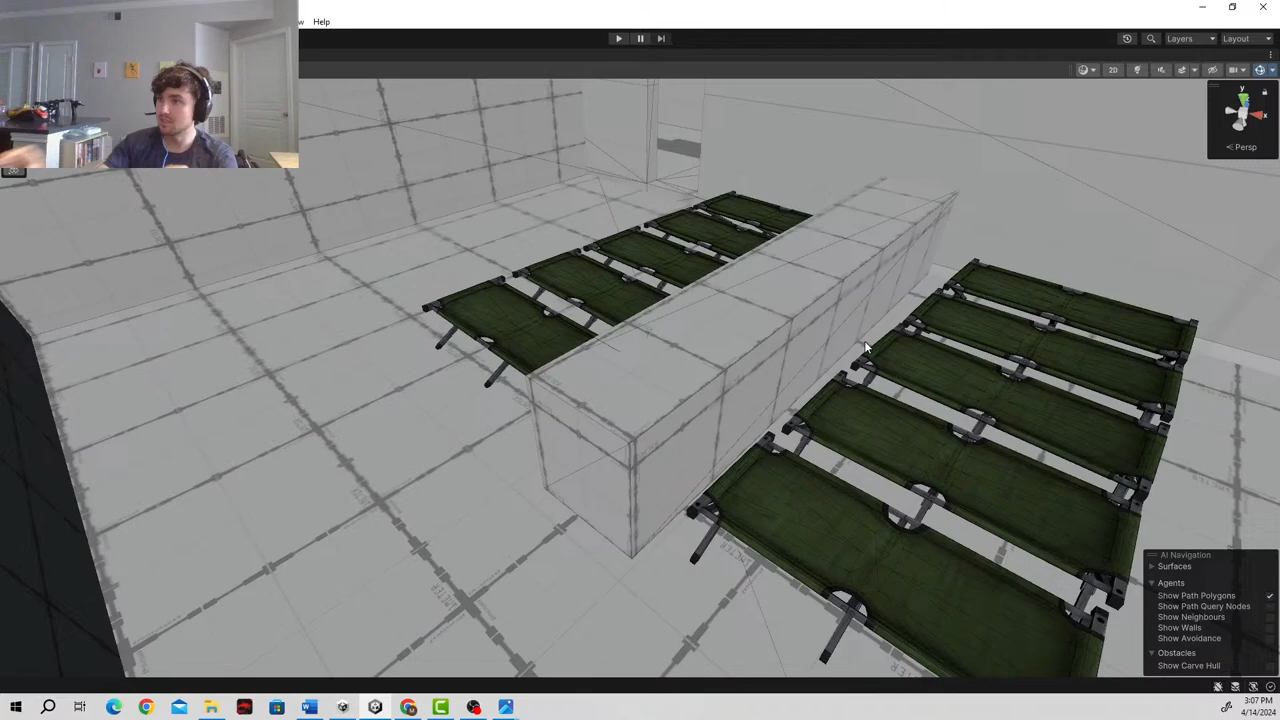 w Help
Layers
Layout
2D
y
x
Persp
AI Navigation
Surfaces
Agents
Show Path Polygons
Show Path Query Nodes
Show Neighbours
Show Walls
Show Avoidance
Obstacles
Show Carve Hull
3:07 PM
4/14/2024